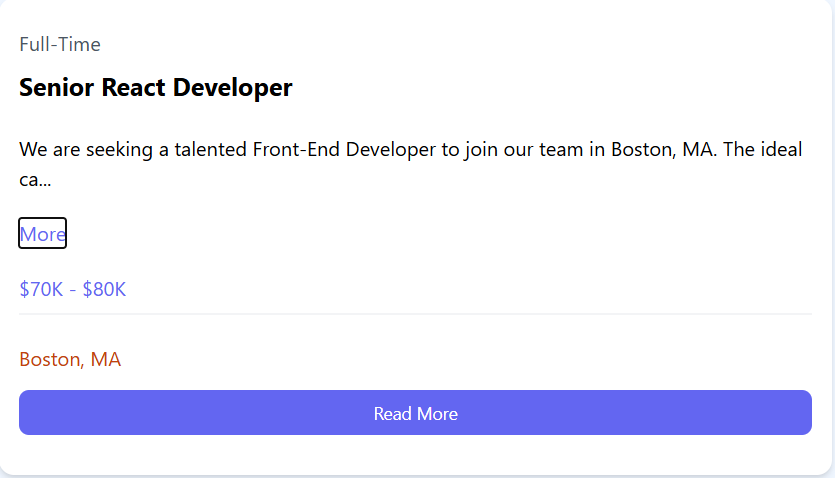 Full-Time
Senior React Developer
We are seeking a talented Front-End Developer to join our team in Boston, MA. The ideal
ca...
More
$70K - $80K
Boston, MA
Read More